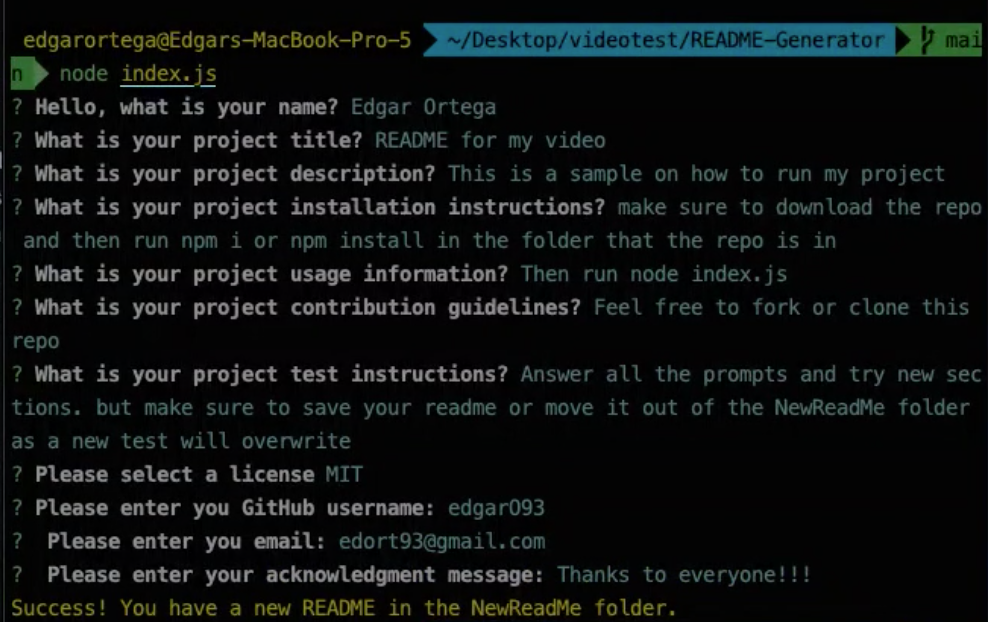 edgarortega@Edgars-MacBook-Pro-5 ~/Desktop/videotest/README-Generator mai
n node index.js
? Hello, what is your name? Edgar Ortega
? What is your project title? README for my video
? What is your project description? This is a sample on how to run my project
? What is your project installation instructions? make sure to download the repo
and then run npm i or npm install in the folder that the repo is in
? What is your project usage information? Then run node index.js
? What is your project contribution guidelines? Feel free to fork or clone this
repo
? What is your project test instructions? Answer all the prompts and try new sec
tions. but make sure to save your readme or move it out of the NewReadMe folder
as a new test will overwrite
? Please select a license MIT
? Please enter you GitHub username: edgarO93
?  Please enter you email: edort93@gmail.com
?  Please enter your acknowledgment message: Thanks to everyone!!!
Success! You have a new README in the NewReadMe folder.